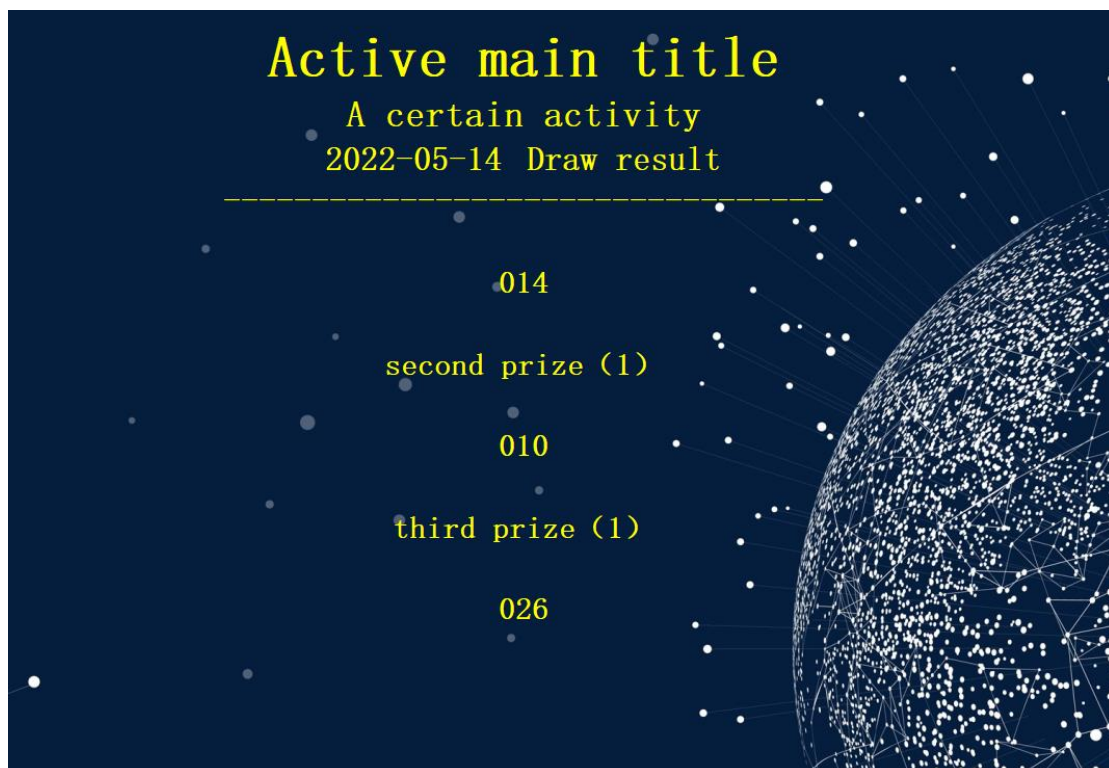 Active main title
A certain activity
2022-05-14 Draw result
-----------------------------------
014
second prize（1）
010
third prize（1）
026